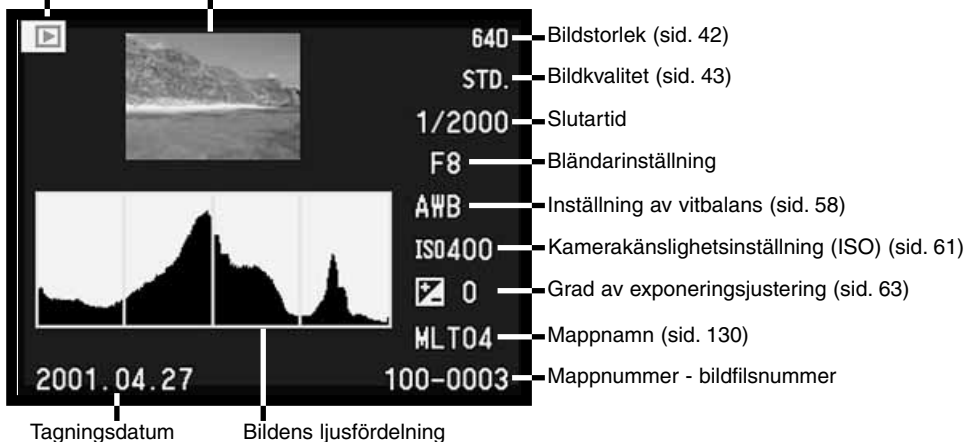 640 Bildstorlek (sid. 42)
STD. Bildkvalitet (sid. 43)
1/2000 Slutartid
F8 Bländarinställning
AWB Inställning av vitbalans (sid. 58)
ISO400 Kamerakänslighetsinställning (ISO) (sid. 61)
0 Grad av exponeringsjustering (sid. 63)
MLT04 Mappnamn (sid. 130)
2001.04.27 100-0003 Mappnummer - bildfilsnummer
Tagningsdatum Bildens ljusfördelning